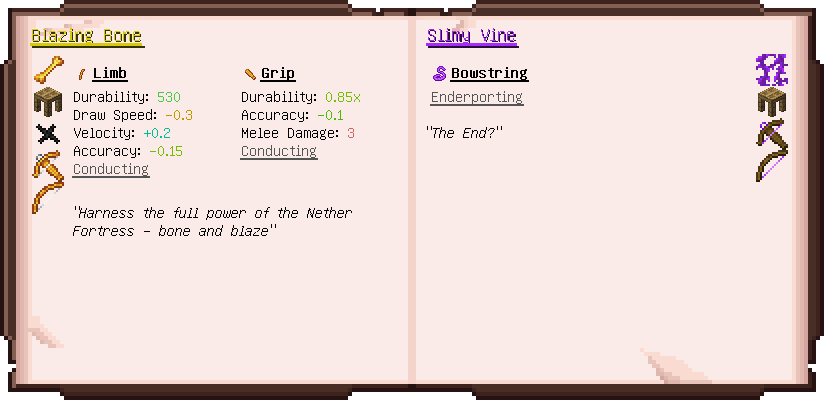 Blazing Bone
Limb
Durability: 530
Draw Speed: -0.3
Velocity: +0.2
Accuracy: -0.15
Conducting
Grip
Durability: 0.85x
Accuracy: -0.1
Melee Damage: 3
Conducting
"Harness the full power of the Nether
Fortress - bone and blaze"
Slimy Vine
Bowstring
Enderporting
"The End?"